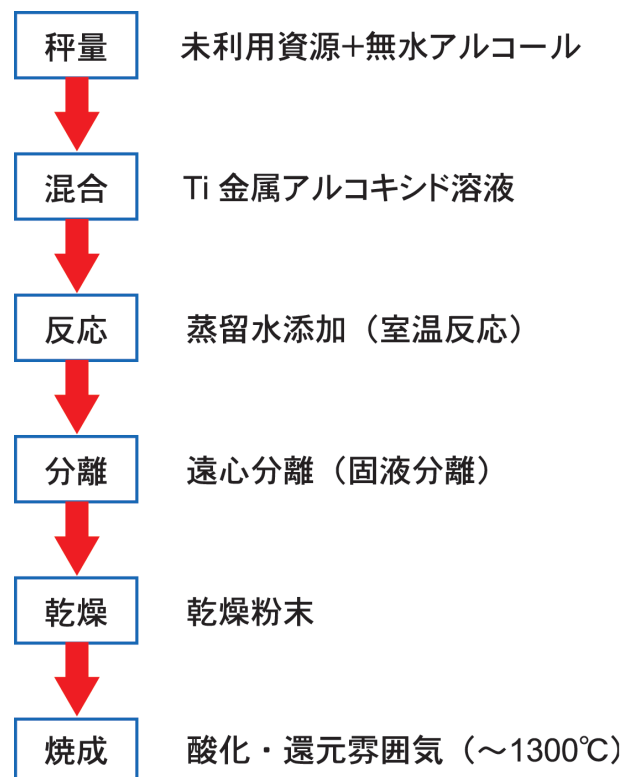 秤量 未利用資源+無水アルコール
混合 Ti 金属アルコキシド溶液
反応 蒸留水添加（室温反応）
分離 遠心分離（固液分離）
乾燥 乾燥粉末
焼成 酸化・還元雰囲気（～1300℃）